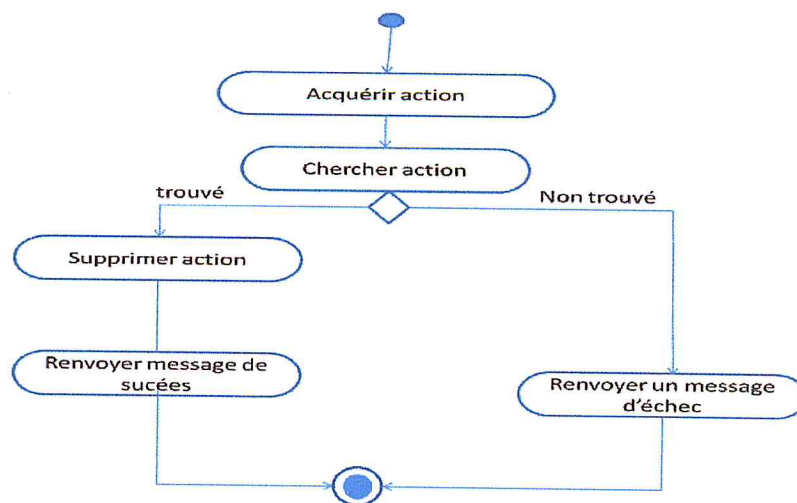 Acquérir action
Chercher action
trouvé
Non trouvé
Supprimer action
Renvoyer message de
sucées
Renvoyer un message
d'échec